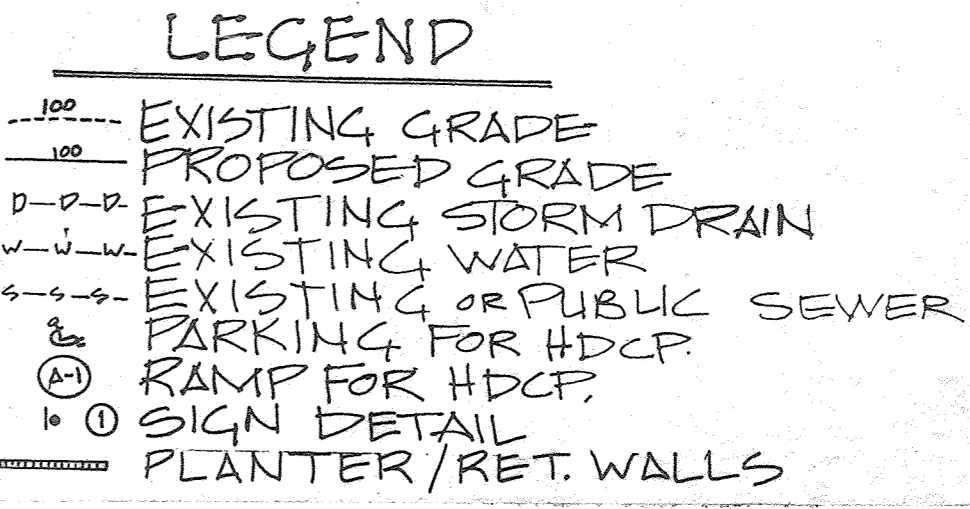 LEGEND
100 EXISTING GRADE
100 PROPOSED GRADE
D-D-D- EXISTING STORM DRAIN
W-W-W- EXISTING WATER
S-S-S- EXISTING OR PUBLIC SEWER
PARKING FOR HDCP.
A-1 RAMP FOR HDCP.
1 SIGN DETAIL
PLANTER/RET. WALLS